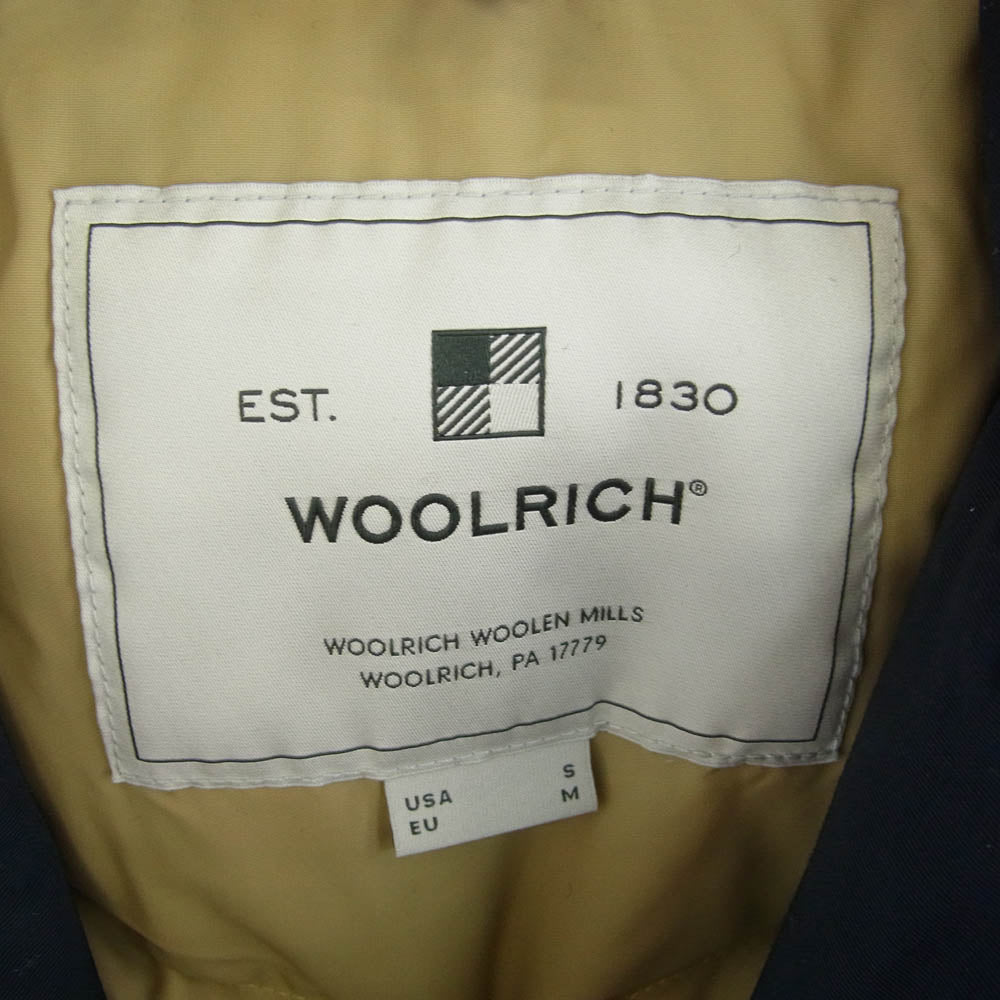 EST. 1830
WOOLRICH®
WOOLRICH WOOLEN MILLS
WOOLRICH, PA 17779
USA S
EU M